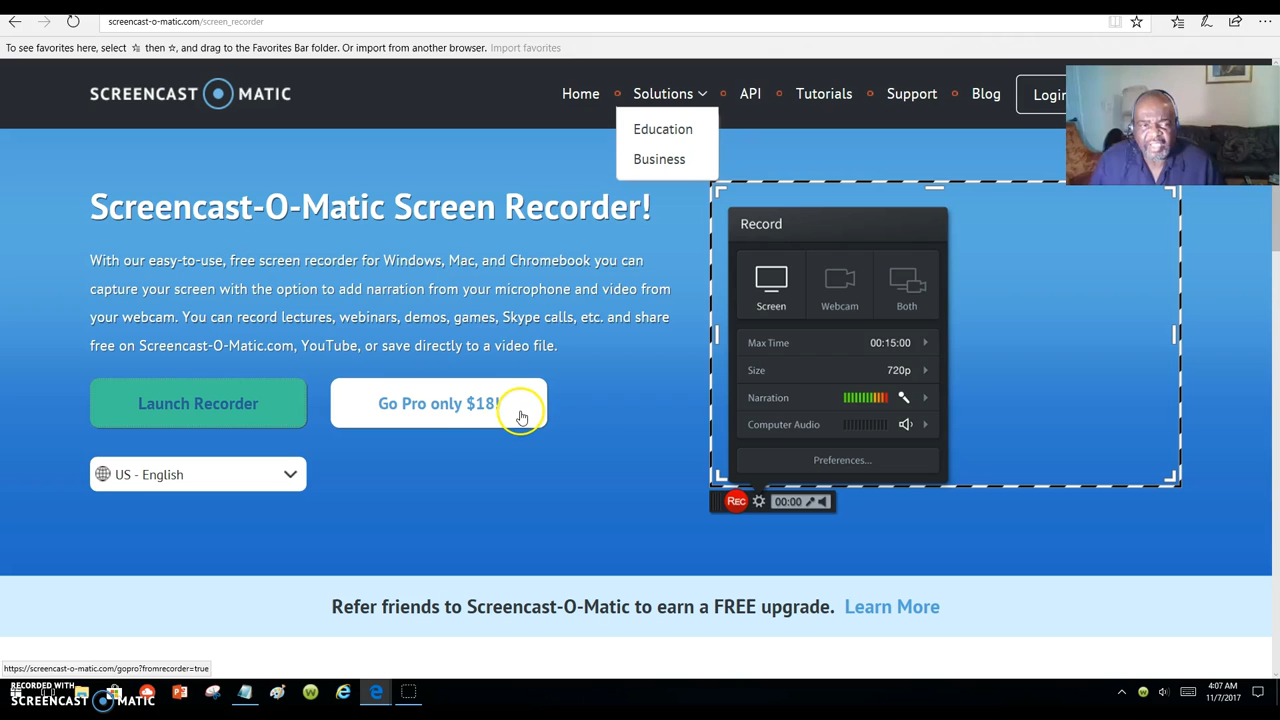 screencast-o-matic.com/screen_recorder
To see favorites here, select ☆ then ☆, and drag to the Favorites Bar folder. Or import from another browser. Import favorites
SCREENCAST O MATIC
Home
Solutions
API
Tutorials
Support
Blog
Login
Education
Business
Screencast-O-Matic Screen Recorder!
With our easy-to-use, free screen recorder for Windows, Mac, and Chromebook you can
capture your screen with the option to add narration from your microphone and video from
your webcam. You can record lectures, webinars, demos, games, Skype calls, etc. and share
free on Screencast-O-Matic.com, YouTube, or save directly to a video file.
Launch Recorder
Go Pro only $18!
US - English
Record
Screen
Webcam
Both
Max Time 00:15:00
Size 720p
Narration
Computer Audio
Preferences...
REC 00:00
Refer friends to Screencast-O-Matic to earn a FREE upgrade. Learn More
https://screencast-o-matic.com/gopro?fromrecorder=true
RECORDED WITH
SCREENCAST O MATIC
4:07 AM
11/7/2017